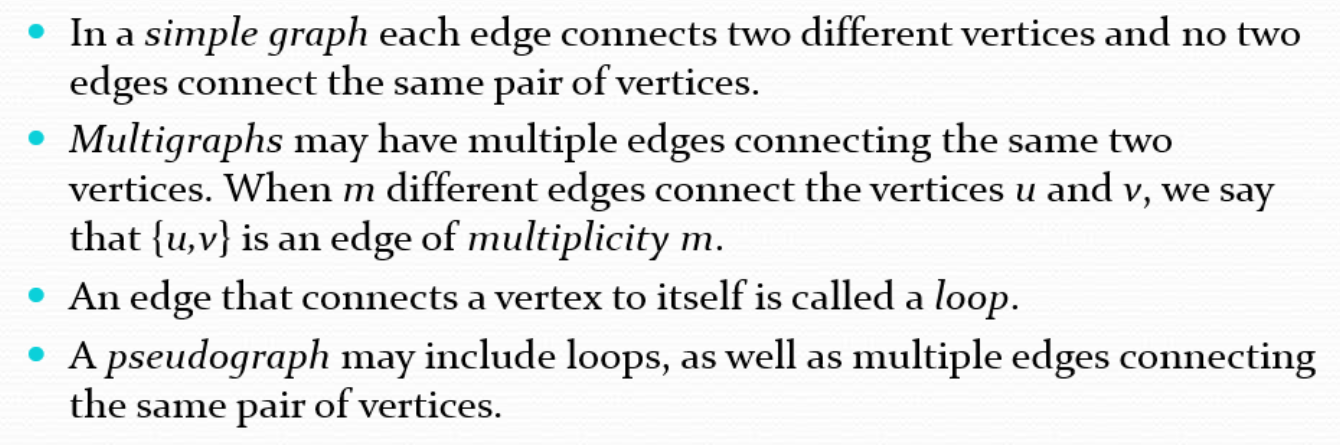 • In a simple graph each edge connects two different vertices and no two
edges connect the same pair of vertices.
• Multigraphs may have multiple edges connecting the same two
vertices. When m different edges connect the vertices u and v, we say
that {u,v} is an edge of multiplicity m.
• An edge that connects a vertex to itself is called a loop.
• A pseudograph may include loops, as well as multiple edges connecting
the same pair of vertices.